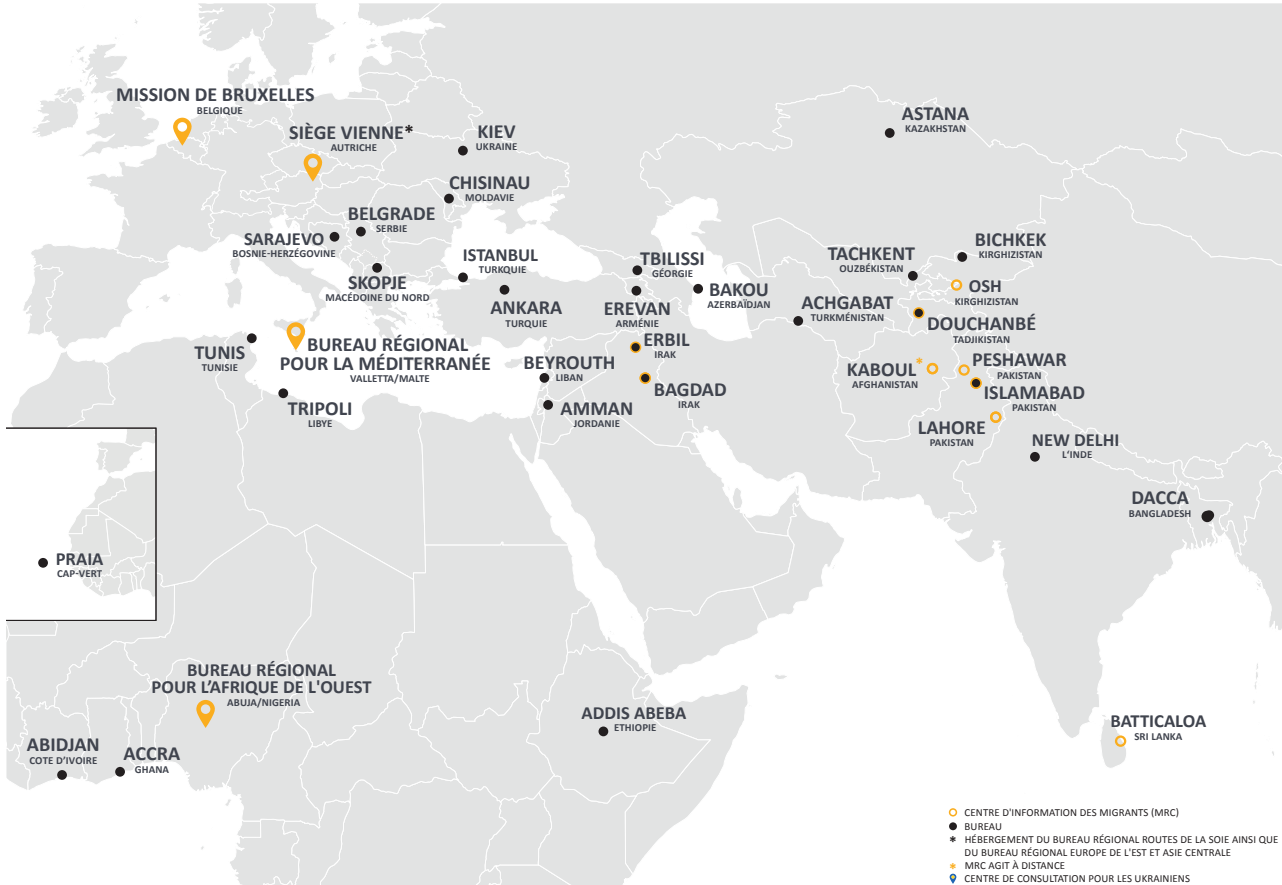 MISSION DE BRUXELLES
BELGIQUE
SIÈGE VIENNE*
AUTRICHE
KIEV
UKRAINE
CHISINAU
MOLDAVIE
BELGRADE
SERBIE
SARAJEVO
BOSNIE-HERZÉGOVINE
SKOPJE
MACÉDOINE DU NORD
ISTANBUL
TURKQUIE
ANKARA
TURQUIE
TBILISSI
GÉORGIE
EREVAN
ARMÉNIE
BAKOU
AZERBAÏDJAN
ASTANA
KAZAKHSTAN
TACHKENT
OUZBÉKISTAN
BICHKEK
KIRGHIZISTAN
OSH
KIRGHIZISTAN
ACHGABAT
TURKMÉNISTAN
DOUCHANBÉ
TADJIKISTAN
ERBIL
IRAK
BAGDAD
IRAK
KABOUL*
AFGHANISTAN
PESHAWAR
PAKISTAN
ISLAMABAD
PAKISTAN
LAHORE
PAKISTAN
NEW DELHI
L'INDE
DACCA
BANGLADESH
TUNIS
TUNISIE
BUREAU RÉGIONAL
POUR LA MÉDITERRANÉE
VALLETTA/MALTE
TRIPOLI
LIBYE
BEYROUTH
LIBAN
AMMAN
JORDANIE
PRAIA
CAP-VERT
BUREAU RÉGIONAL
POUR L'AFRIQUE DE L'OUEST
ABUJA/NIGERIA
ABIDJAN
COTE D'IVOIRE
ACCRA
GHANA
ADDIS ABEBA
ETHIOPIE
BATTICALOA
SRI LANKA
CENTRE D'INFORMATION DES MIGRANTS (MRC)
BUREAU
* HÉBERGEMENT DU BUREAU RÉGIONAL ROUTES DE LA SOIE AINSI QUE
DU BUREAU RÉGIONAL EUROPE DE L'EST ET ASIE CENTRALE
* MRC AGIT À DISTANCE
CENTRE DE CONSULTATION POUR LES UKRAINIENS